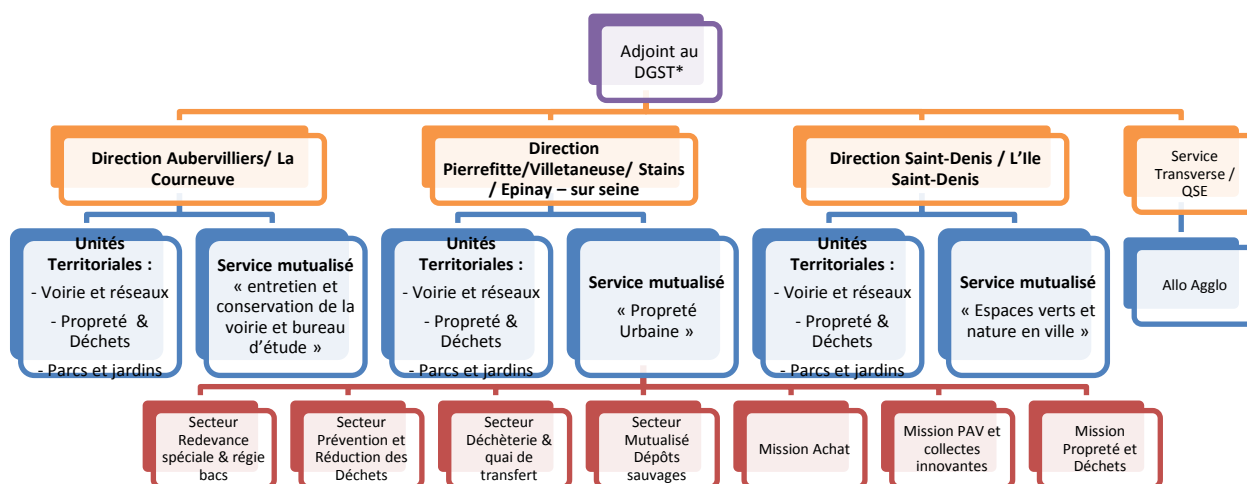 Adjoint au
DGST*
Direction Aubervilliers/ La
Courneuve
Direction
Pierrefitte/Villetaneuse/ Stains
/ Epinay – sur seine
Direction Saint-Denis / L'Ile
Saint-Denis
Service
Transverse /
QSE
Unités
Territoriales :
- Voirie et réseaux
- Propreté &
Déchets
- Parcs et jardins
Service mutualisé
« entretien et
conservation de la
voirie et bureau
d'étude »
Unités
Territoriales :
- Voirie et réseaux
- Propreté &
Déchets
- Parcs et jardins
Service mutualisé
« Propreté
Urbaine »
Unités
Territoriales :
- Voirie et réseaux
- Propreté &
Déchets
- Parcs et jardins
Service mutualisé
« Espaces verts et
nature en ville »
Allo Agglo
Secteur
Redevance
spéciale & régie
bacs
Secteur
Prévention et
Réduction des
Déchets
Secteur
Déchèterie &
quai de
transfert
Secteur
Mutualisé
Dépôts
sauvages
Mission Achat
Mission PAV et
collectes
innovantes
Mission
Propreté et
Déchets